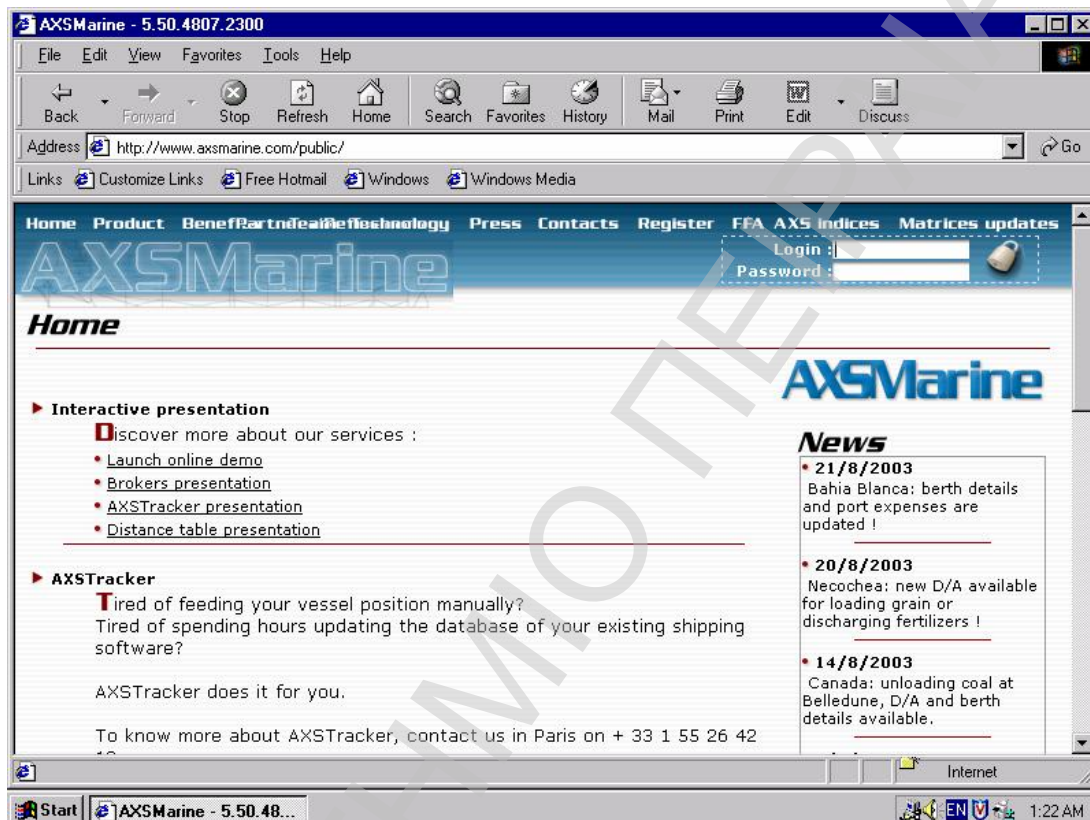 AXSMarine - 5.50.4807.2300
File Edit View Favorites Tools Help
Back Forward Stop Refresh Home Search Favorites History Mail Print Edit Discuss
Address http://www.axsmarine.com/public/ Go
Links Customize Links Free Hotmail Windows Windows Media
Home Product Press Contacts Register FFA AXS indices Matrices updates
Login :
Password :
AXSMarine
Home
AXSMarine
Interactive presentation
Discover more about our services :
• Launch online demo
• Brokers presentation
• AXSTracker presentation
• Distance table presentation
AXSTracker
Tired of feeding your vessel position manually?
Tired of spending hours updating the database of your existing shipping
software?
AXSTracker does it for you.
To know more about AXSTracker, contact us in Paris on + 33 1 55 26 42
News
• 21/8/2003
Bahia Blanca: berth details
and port expenses are
updated !
• 20/8/2003
Necochea: new D/A available
for loading grain or
discharging fertilizers !
• 14/8/2003
Canada: unloading coal at
Belledune, D/A and berth
details available.
Internet
Start AXSMarine - 5.50.48... EN 1:22 AM